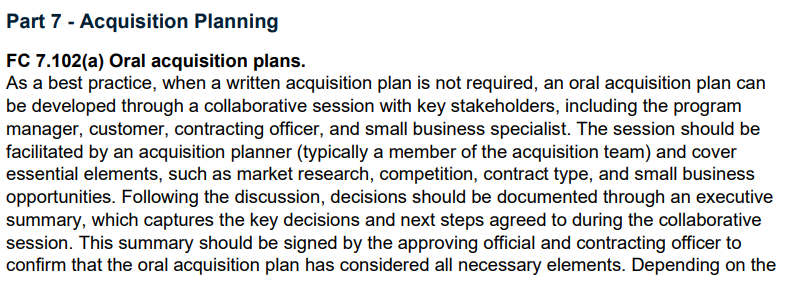 Part 7 - Acquisition Planning
FC 7.102(a) Oral acquisition plans.
As a best practice, when a written acquisition plan is not required, an oral acquisition plan can
be developed through a collaborative session with key stakeholders, including the program
manager, customer, contracting officer, and small business specialist. The session should be
facilitated by an acquisition planner (typically a member of the acquisition team) and cover
essential elements, such as market research, competition, contract type, and small business
opportunities. Following the discussion, decisions should be documented through an executive
summary, which captures the key decisions and next steps agreed to during the collaborative
session. This summary should be signed by the approving official and contracting officer to
confirm that the oral acquisition plan has considered all necessary elements. Depending on the